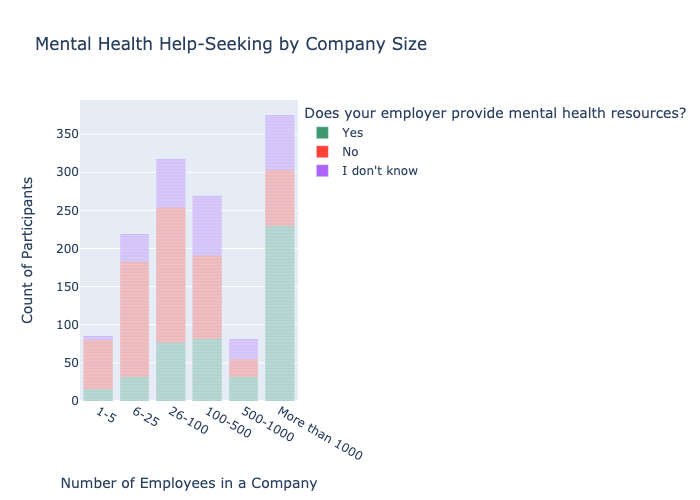 Mental Health Help-Seeking by Company Size
Does your employer provide mental health resources?
Yes
No
I don't know
Count of Participants
350
300
250
200
150
100
50
0
1-5
6-25
26-100
100-500
500-1000
More than 1000
Number of Employees in a Company